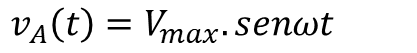 v_A(t) = V_max.senωt